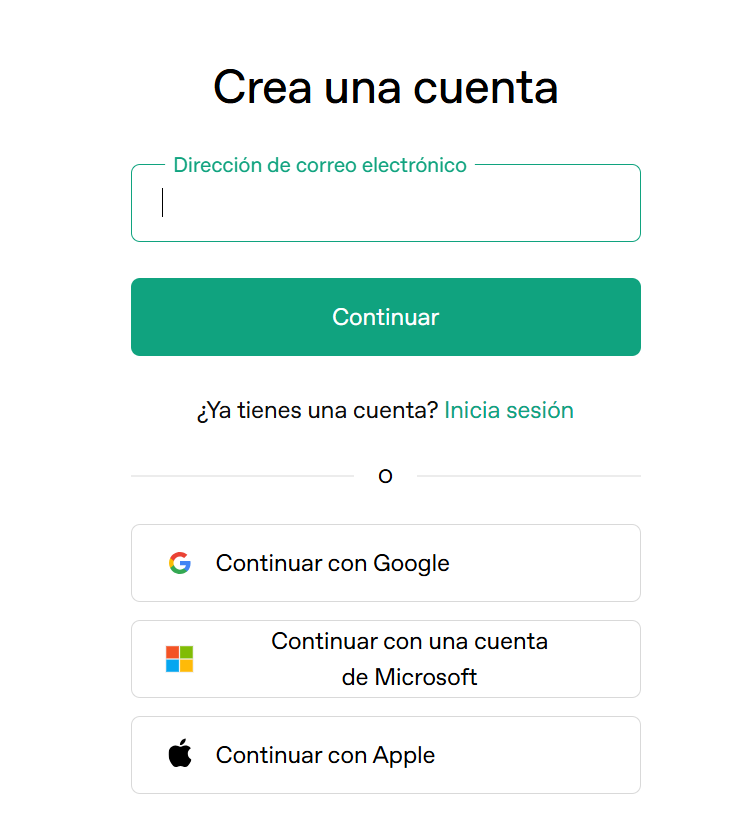 Crea una cuenta
Dirección de correo electrónico
Continuar
¿Ya tienes una cuenta? Inicia sesión
O
Continuar con Google
Continuar con una cuenta
de Microsoft
Continuar con Apple